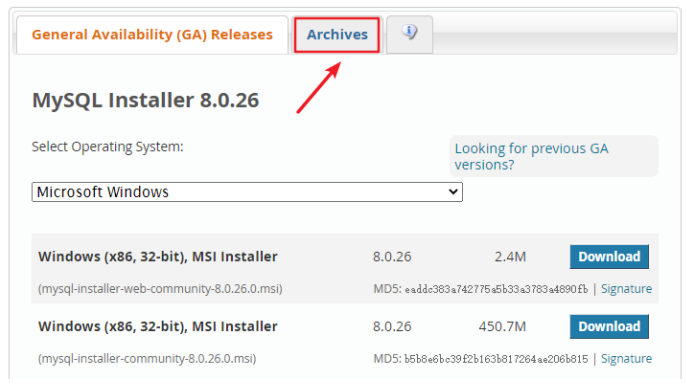 General Availability (GA) Releases
Archives
MySQL Installer 8.0.26
Select Operating System:
Looking for previous GA
versions?
Microsoft Windows
Windows (x86, 32-bit), MSI Installer 8.0.26 2.4M Download
(mysql-installer-web-community-8.0.26.0.msi) MD5: eaddc383a742775a5b33a3783a4890fb | Signature
Windows (x86, 32-bit), MSI Installer 8.0.26 450.7M Download
(mysql-installer-community-8.0.26.0.msi) MD5: b5b8e6bc39f2b163b817264ae206b815 | Signature